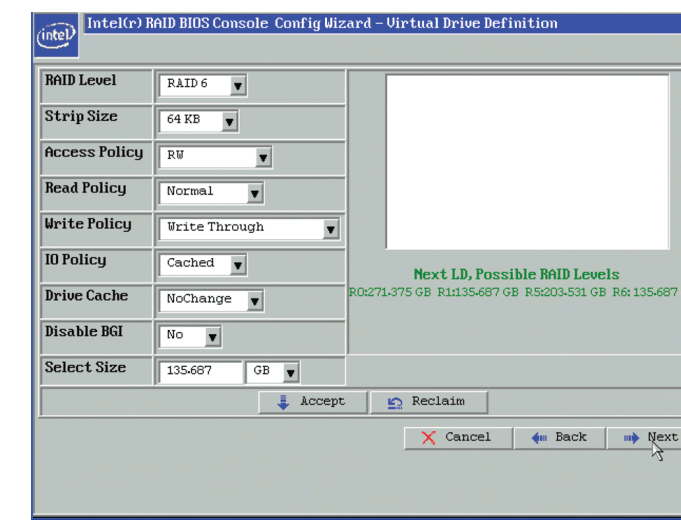 intel
Intel(r) RAID BIOS Console Config Wizard - Virtual Drive Definition
RAID Level RAID 6
Strip Size 64 KB
Access Policy RW
Read Policy Normal
Write Policy Write Through
IO Policy Cached
Drive Cache NoChange
Disable BGI No
Select Size 135.687 GB
Next LD, Possible RAID Levels
R0:271.375 GB R1:135.687 GB R5:203.531 GB R6: 135.687
Accept Reclaim
Cancel Back Next